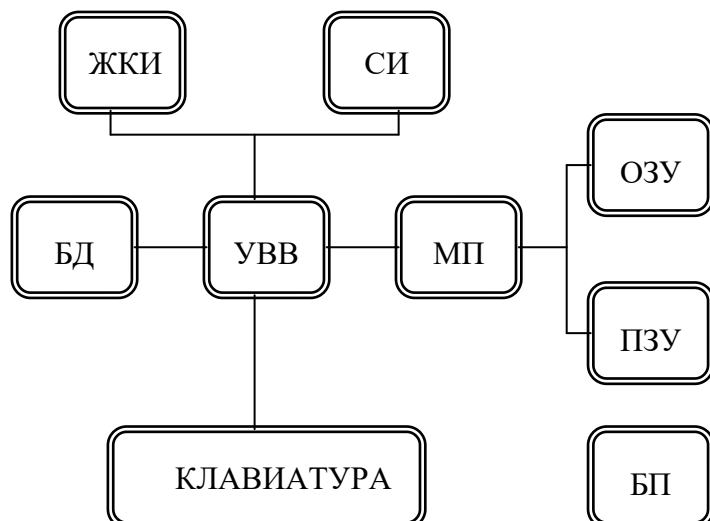 ЖКИ
СИ
ОЗУ
БД
УВВ
МП
ПЗУ
КЛАВИАТУРА
БП